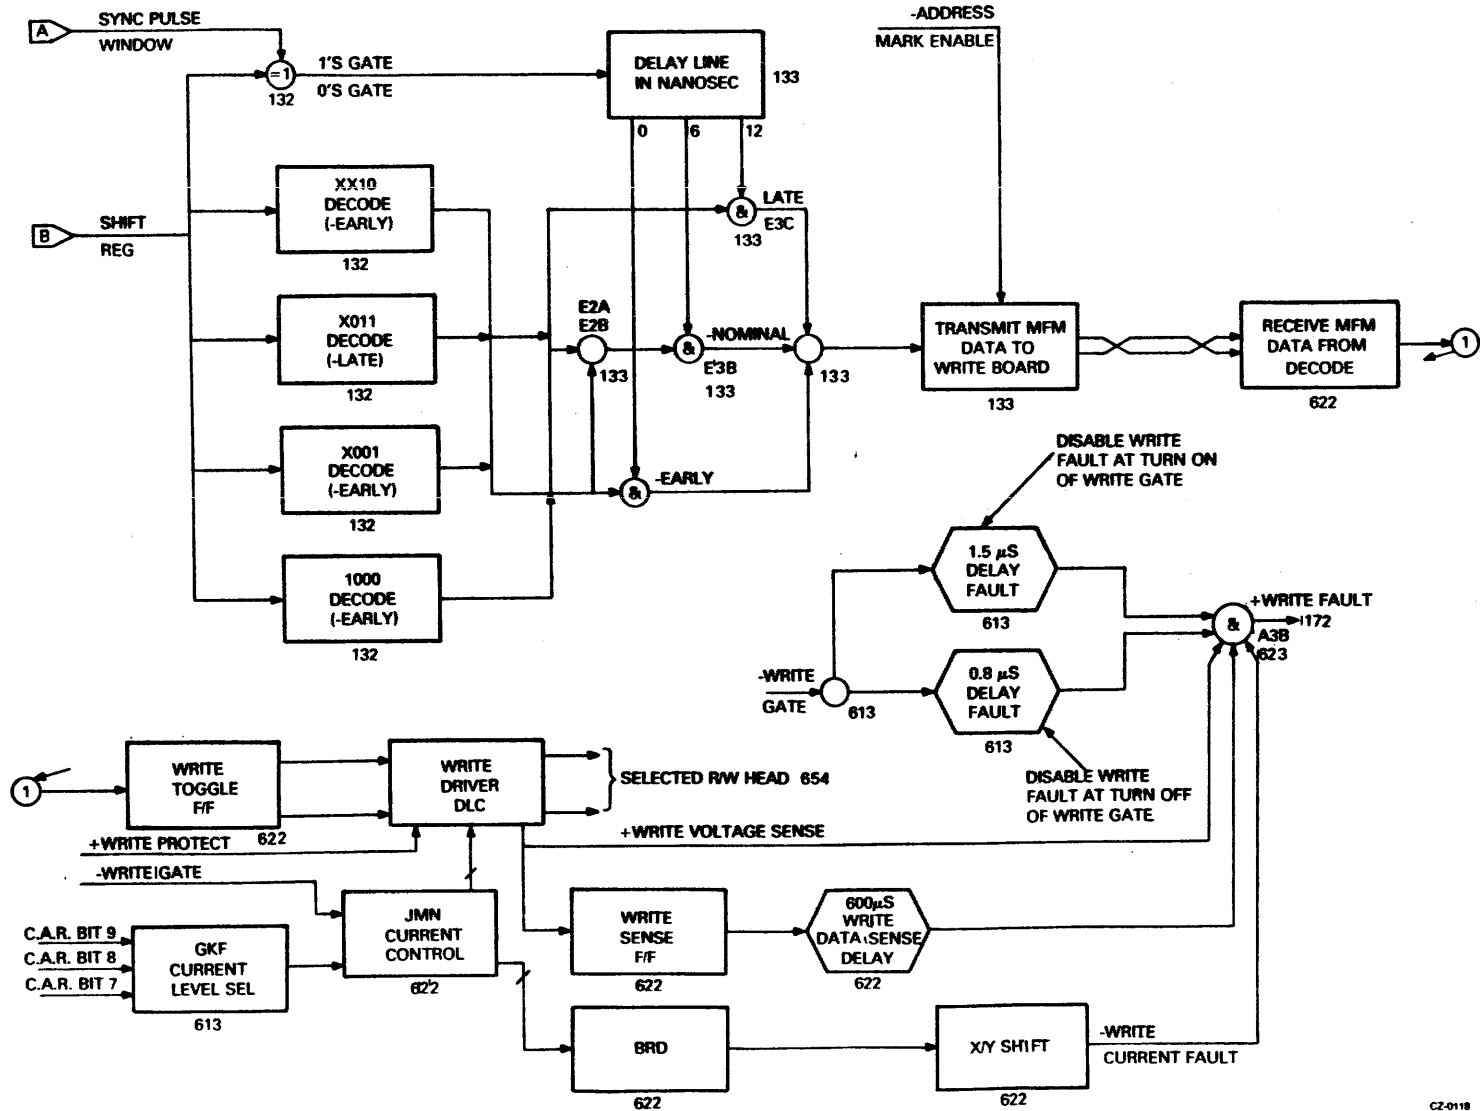 A
SYNC PULSE
WINDOW
=1
132
1'S GATE
0'S GATE
DELAY LINE
IN NANOSEC
133
0
6
12
-ADDRESS
MARK ENABLE
B
SHIFT
REG
XX10
DECODE
(-EARLY)
132
&
LATE
E3C
133
X011
DECODE
(-LATE)
132
E2A
E2B
133
&
-NOMINAL
E3B
133
133
TRANSMIT MFM
DATA TO
WRITE BOARD
133
RECEIVE MFM
DATA FROM
DECODE
622
1
X001
DECODE
(-EARLY)
132
&
-EARLY
1000
DECODE
(-EARLY)
132
DISABLE WRITE
FAULT AT TURN ON
OF WRITE GATE
1.5 µS
DELAY
FAULT
613
-WRITE
GATE
613
0.8 µS
DELAY
FAULT
613
DISABLE WRITE
FAULT AT TURN OFF
OF WRITE GATE
&
+WRITE FAULT
172
A3B
623
1
WRITE
TOGGLE
F/F
622
WRITE
DRIVER
DLC
SELECTED R/W HEAD 654
+WRITE PROTECT
-WRITE GATE
+WRITE VOLTAGE SENSE
C.A.R. BIT 9
C.A.R. BIT 8
C.A.R. BIT 7
GKF
CURRENT
LEVEL SEL
613
JMN
CURRENT
CONTROL
622
WRITE
SENSE
F/F
622
600µS
WRITE
DATA SENSE
DELAY
622
BRD
622
X/Y SHIFT
622
-WRITE
CURRENT FAULT
CZ-0118